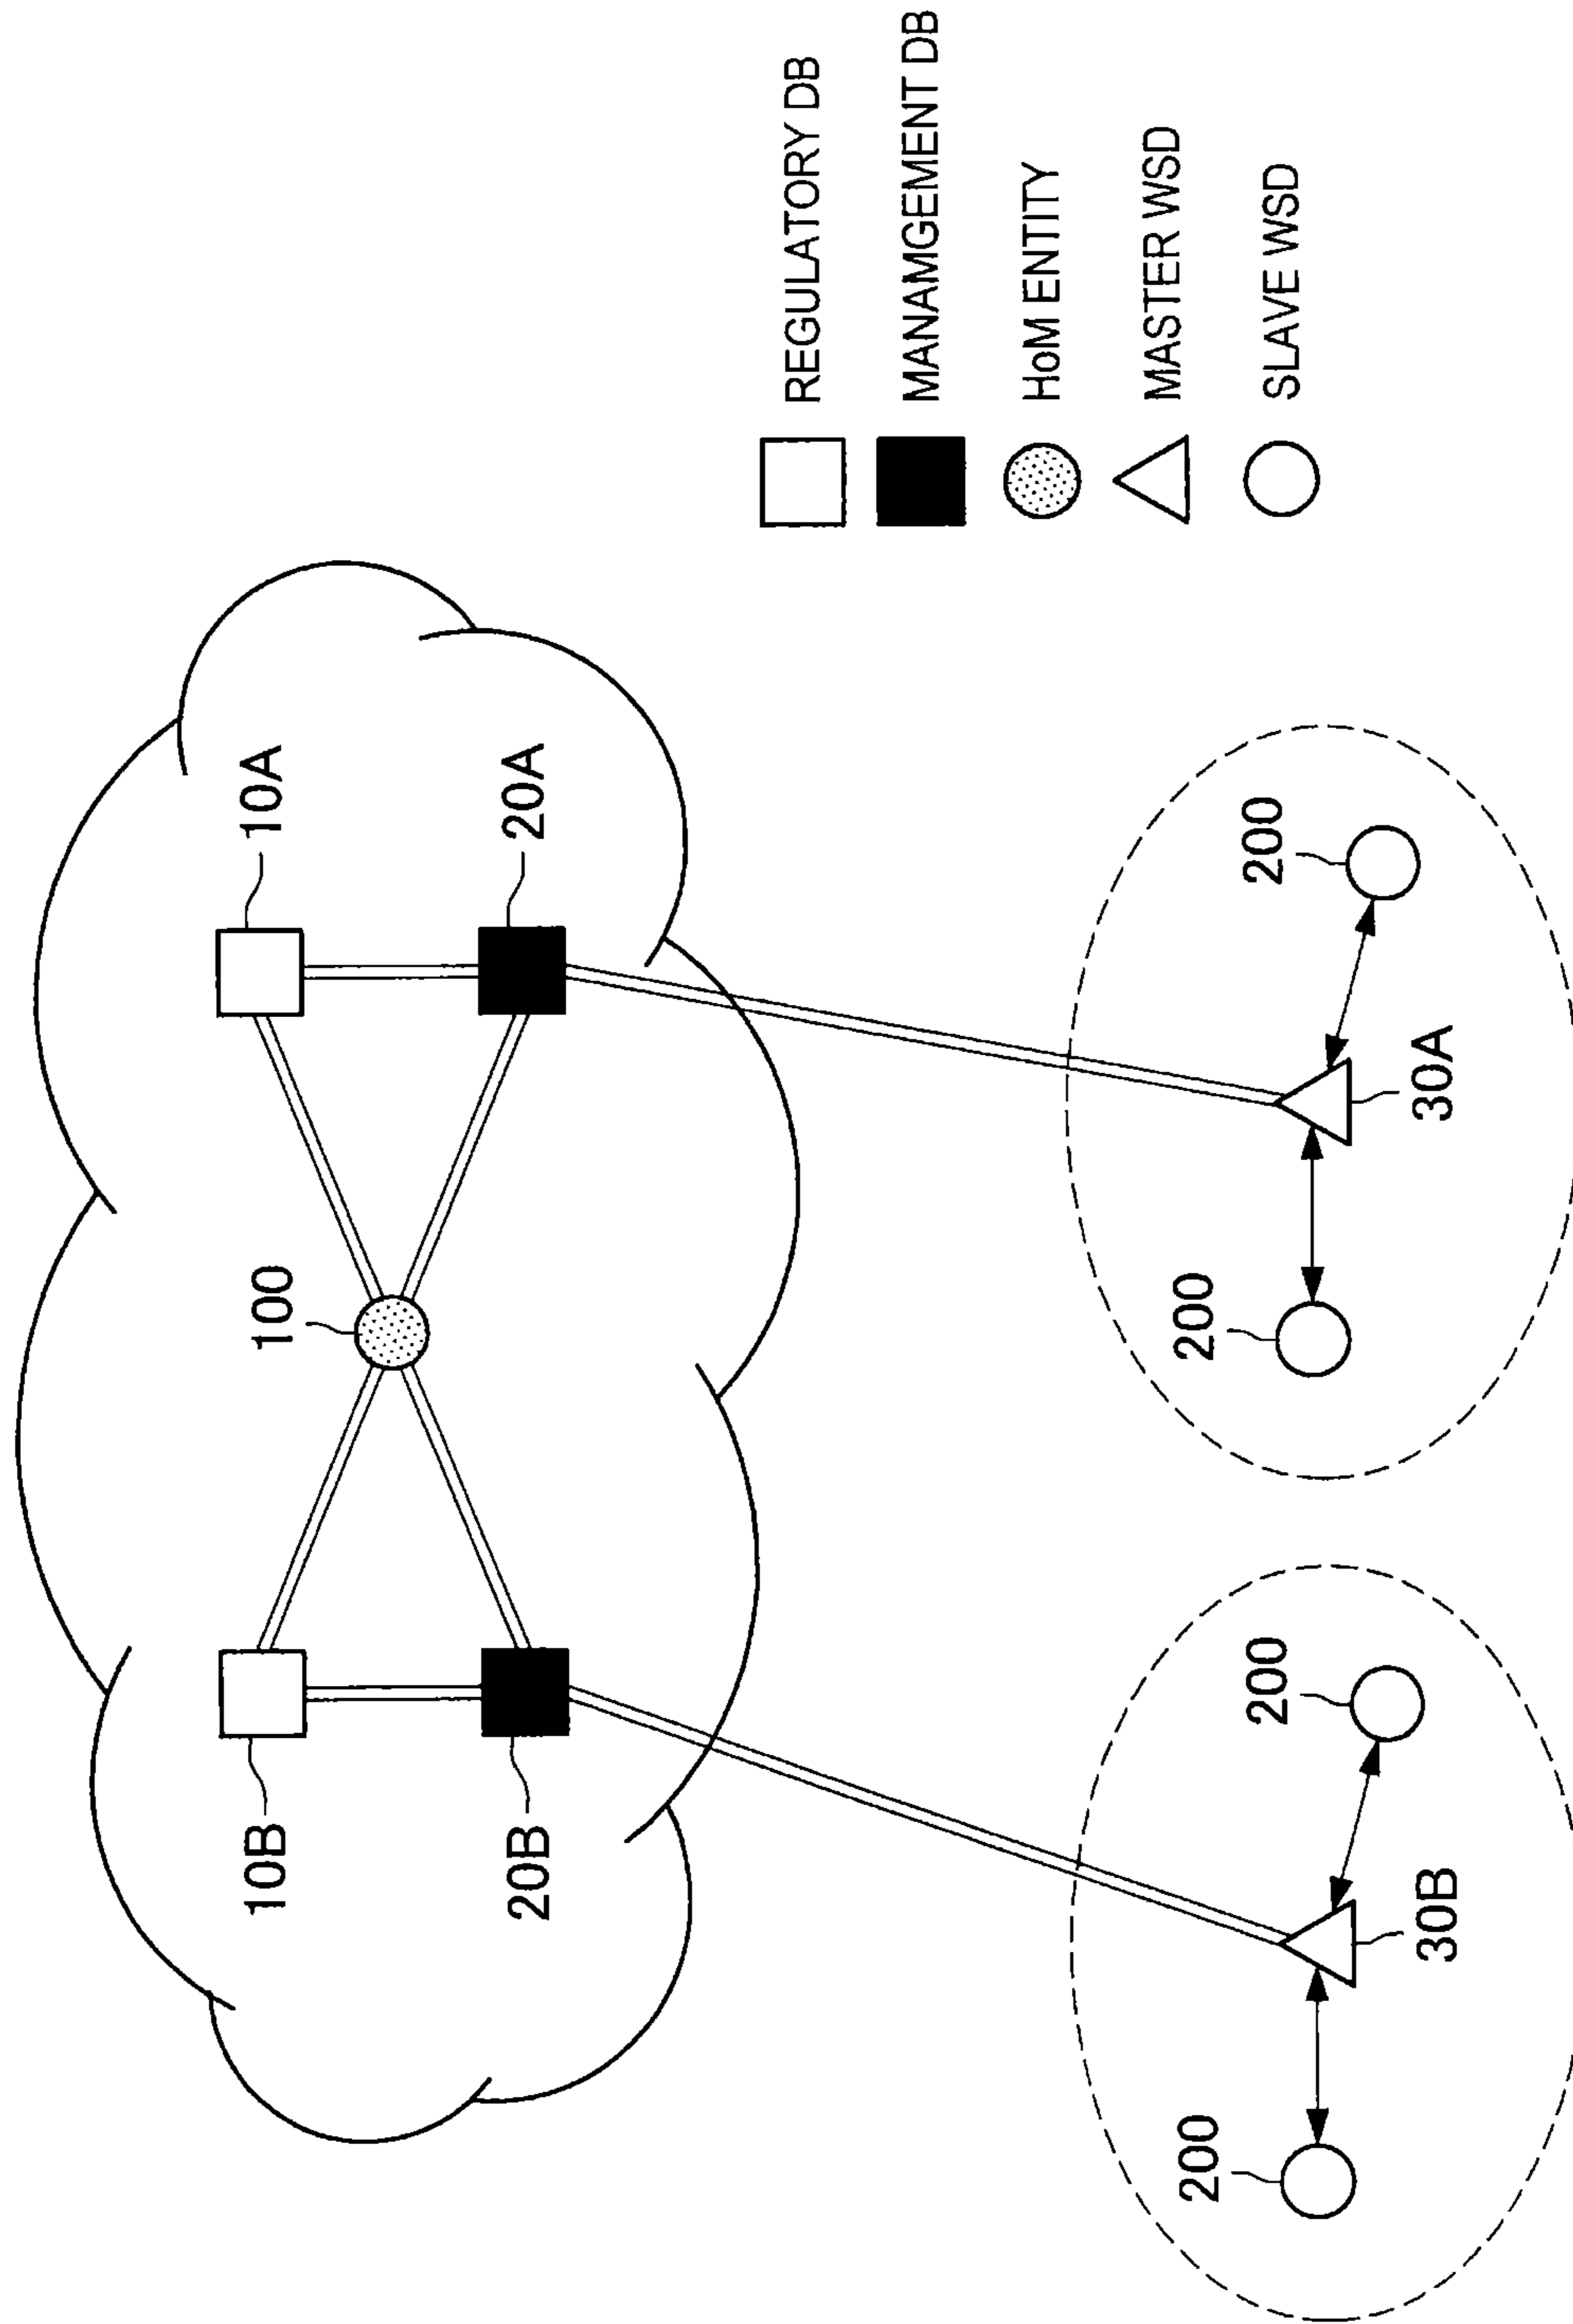 10B
100
10A
20B
20A
REGULATORY DB
MANAMGEMENT DB
HoM ENTITY
MASTER WSD
SLAVE WSD
200
200
200
200
30B
30A